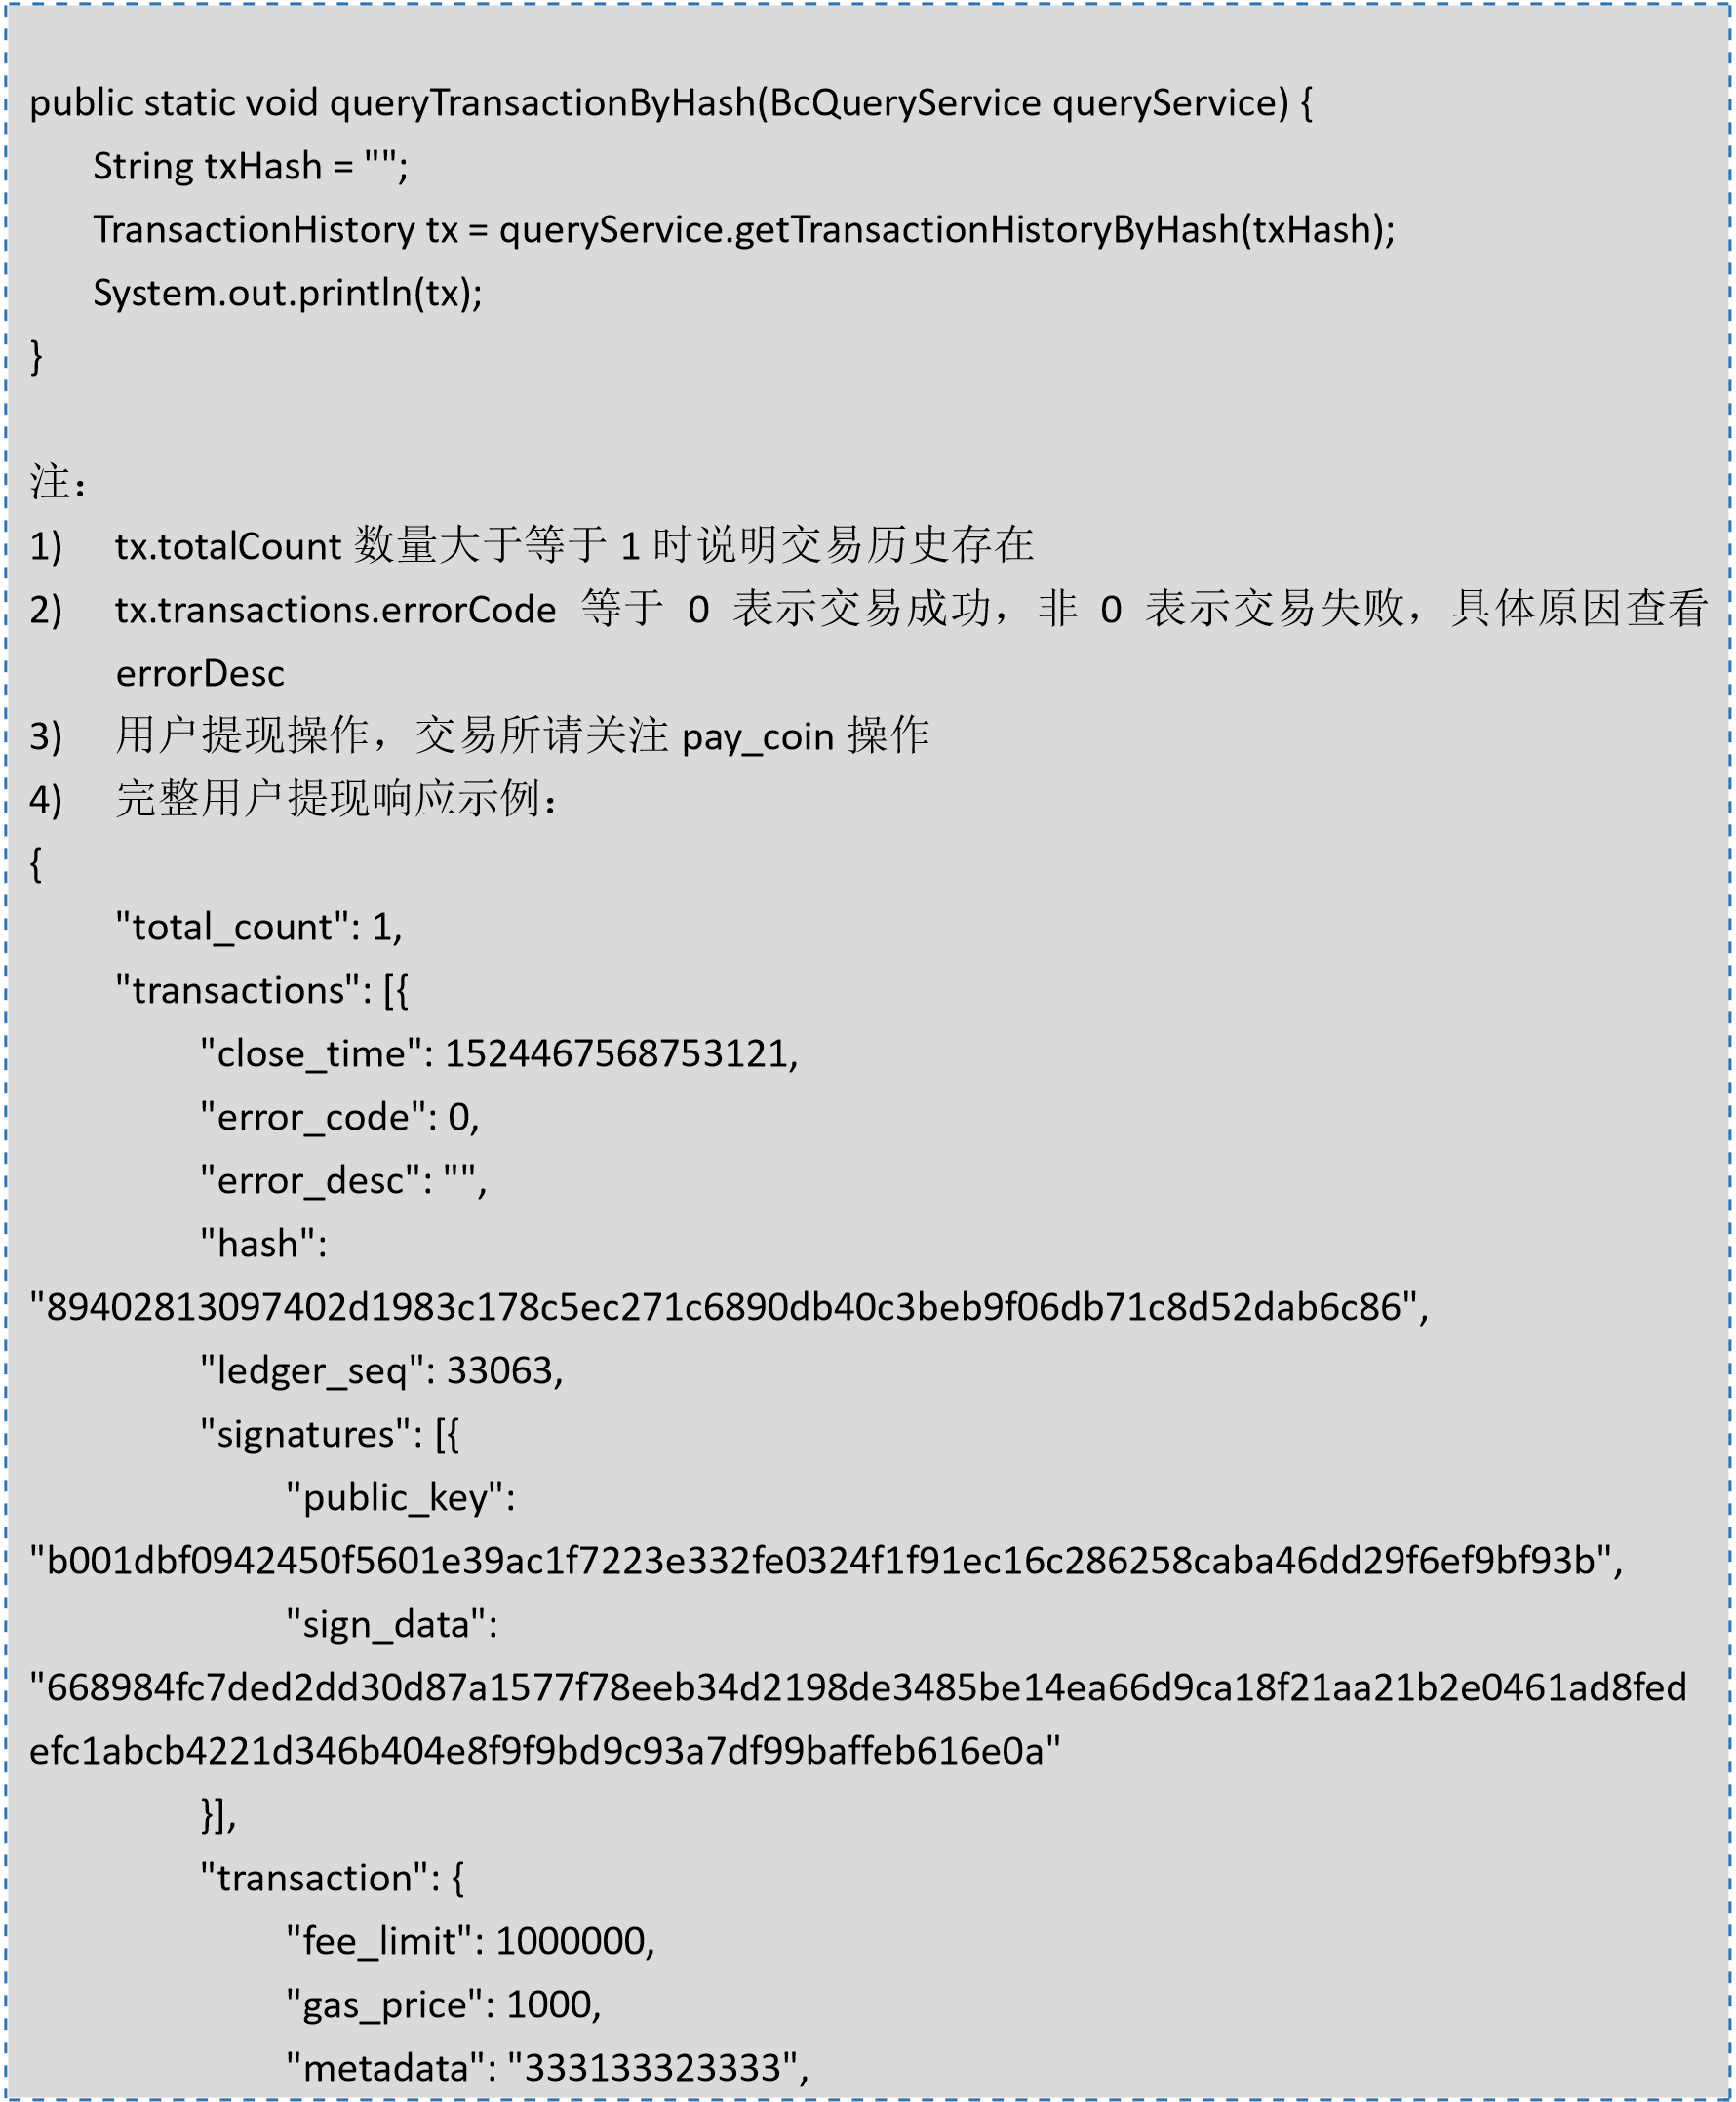 public static void queryTransactionByHash(BcQueryService queryService) {
String txHash = "";
TransactionHistory tx = queryService.getTransactionHistoryByHash(txHash);
System.out.println(tx);
}
注：
1) tx.totalCount 数量大于等于 1 时说明交易历史存在
2) tx.transactions.errorCode 等于 0 表示交易成功，非 0 表示交易失败，具体原因查看
errorDesc
3) 用户提现操作，交易所请关注 pay_coin 操作
4) 完整用户提现响应示例：
{
"total_count": 1,
"transactions": [{
"close_time": 1524467568753121,
"error_code": 0,
"error_desc": "",
"hash":
"89402813097402d1983c178c5ec271c6890db40c3beb9f06db71c8d52dab6c86",
"ledger_seq": 33063,
"signatures": [{
"public_key":
"b001dbf0942450f5601e39ac1f7223e332fe0324f1f91ec16c286258caba46dd29f6ef9bf93b",
"sign_data":
"668984fc7ded2dd30d87a1577f78eeb34d2198de3485be14ea66d9ca18f21aa21b2e0461ad8fed
efc1abcb4221d346b404e8f9f9bd9c93a7df99baffeb616e0a"
}],
"transaction": {
"fee_limit": 1000000,
"gas_price": 1000,
"metadata": "333133323333",